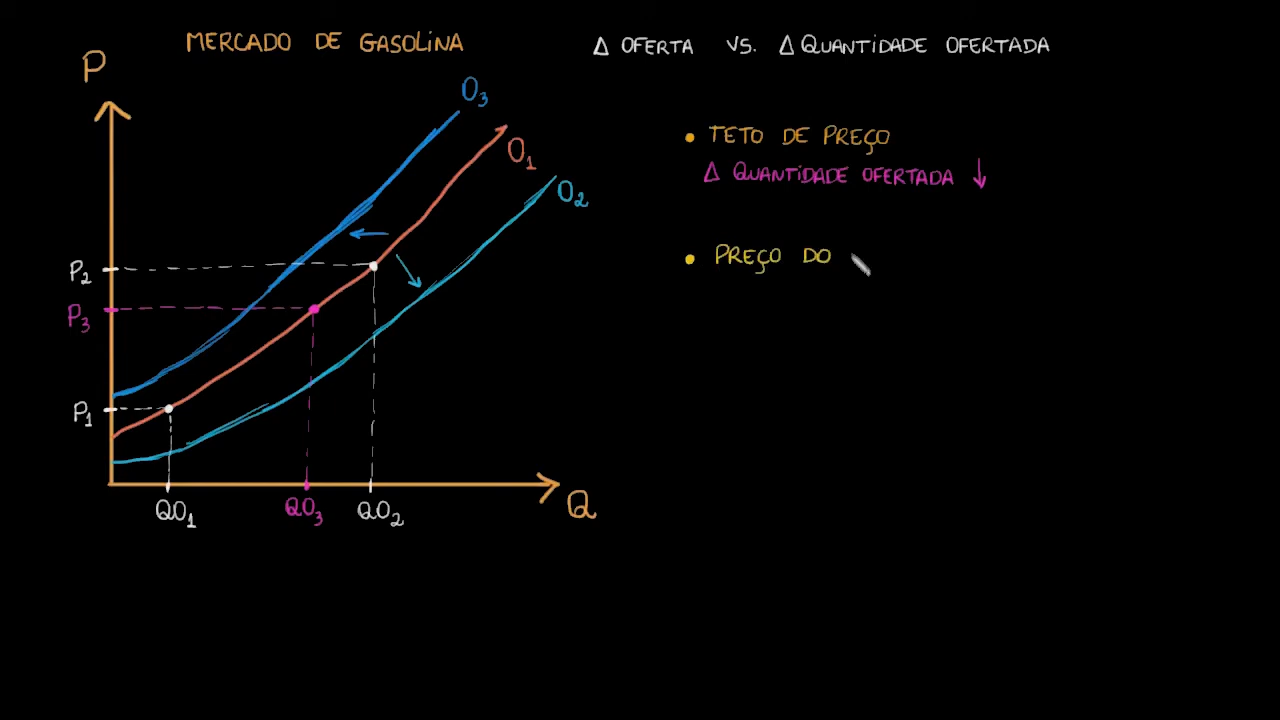 MERCADO DE GASOLINA
Δ OFERTA VS. Δ QUANTIDADE OFERTADA
P
O3
O1
O2
• TETO DE PREÇO
Δ QUANTIDADE OFERTADA ↓
• PREÇO DO
P2
P3
P1
QO1
QO3
QO2
Q